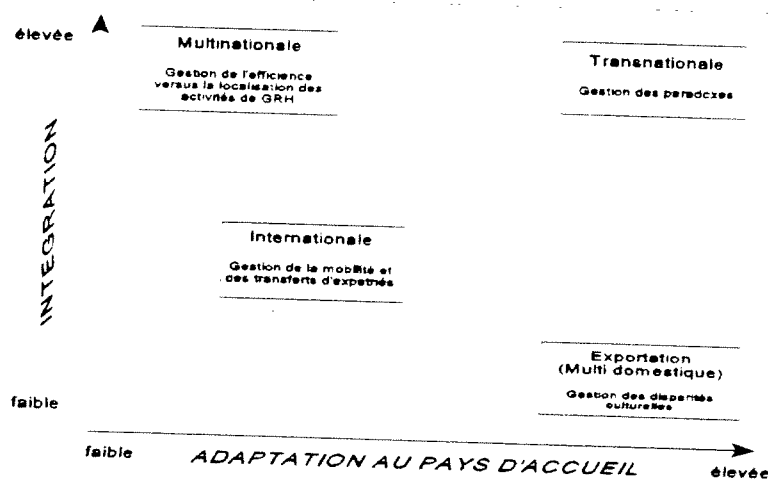 élevée
Multinationale
Gestion de l'efficience
versus la localisation des
activités de GRH
Transnationale
Gestion des paradoxes
INTEGRATION
Internationale
Gestion de la mobilité et
des transferts d'expatriés
Exportation
(Multi domestique)
Gestion des disparités
culturelles
faible
faible
ADAPTATION AU PAYS D'ACCUEIL
élevée